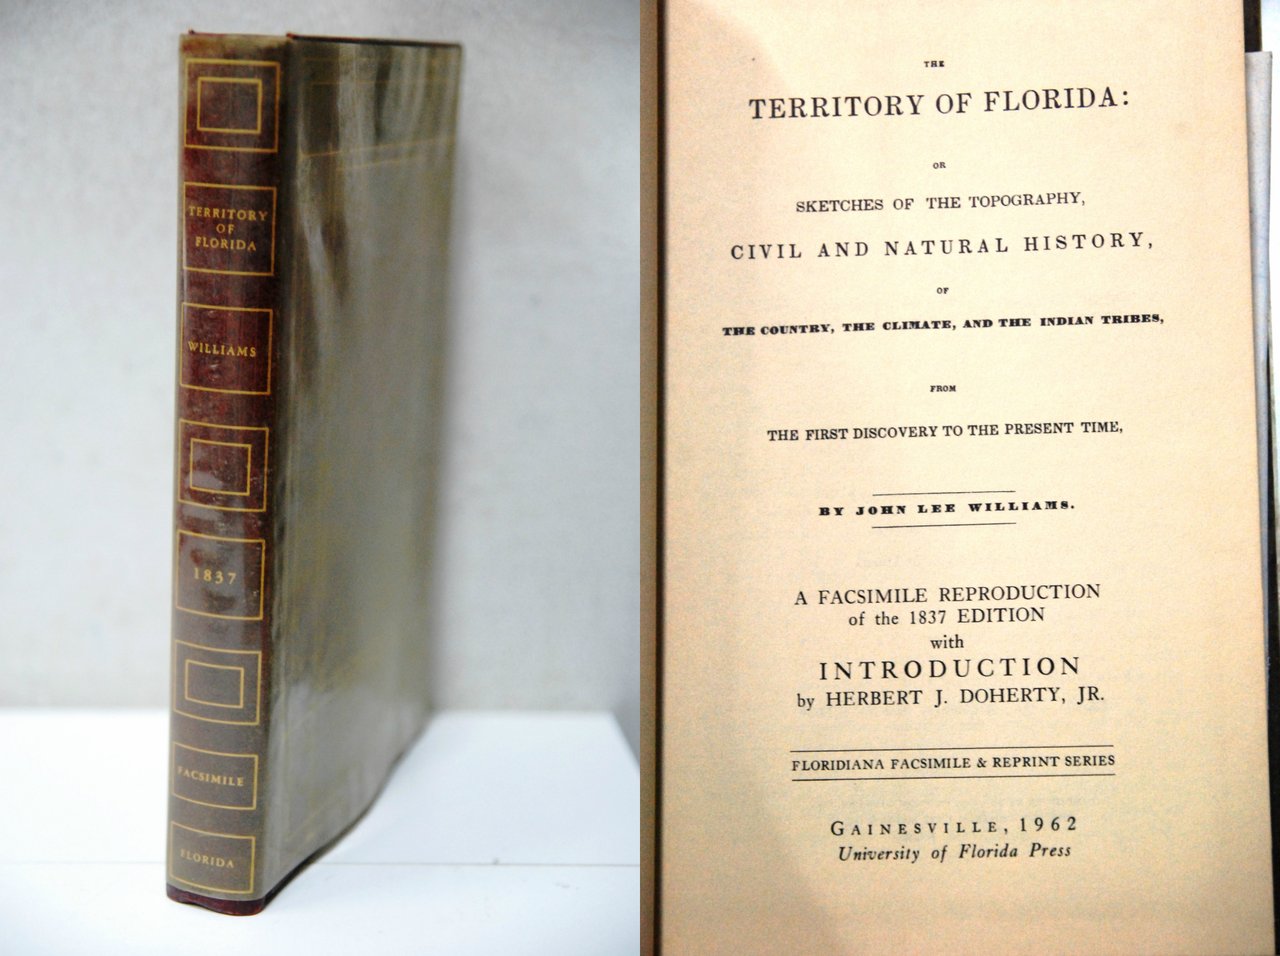 TERRITORY
OF
FLORIDA
WILLIAMS
1837
FACSIMILE
FLORIDA
THE
TERRITORY OF FLORIDA:
OR
SKETCHES OF THE TOPOGRAPHY,
CIVIL AND NATURAL HISTORY,
OF
THE COUNTRY, THE CLIMATE, AND THE INDIAN TRIBES,
FROM
THE FIRST DISCOVERY TO THE PRESENT TIME,
BY JOHN LEE WILLIAMS.
A FACSIMILE REPRODUCTION
of the 1837 EDITION
with
INTRODUCTION
by HERBERT J. DOHERTY, JR.
FLORIDIANA FACSIMILE & REPRINT SERIES
GAINESVILLE, 1962
University of Florida Press